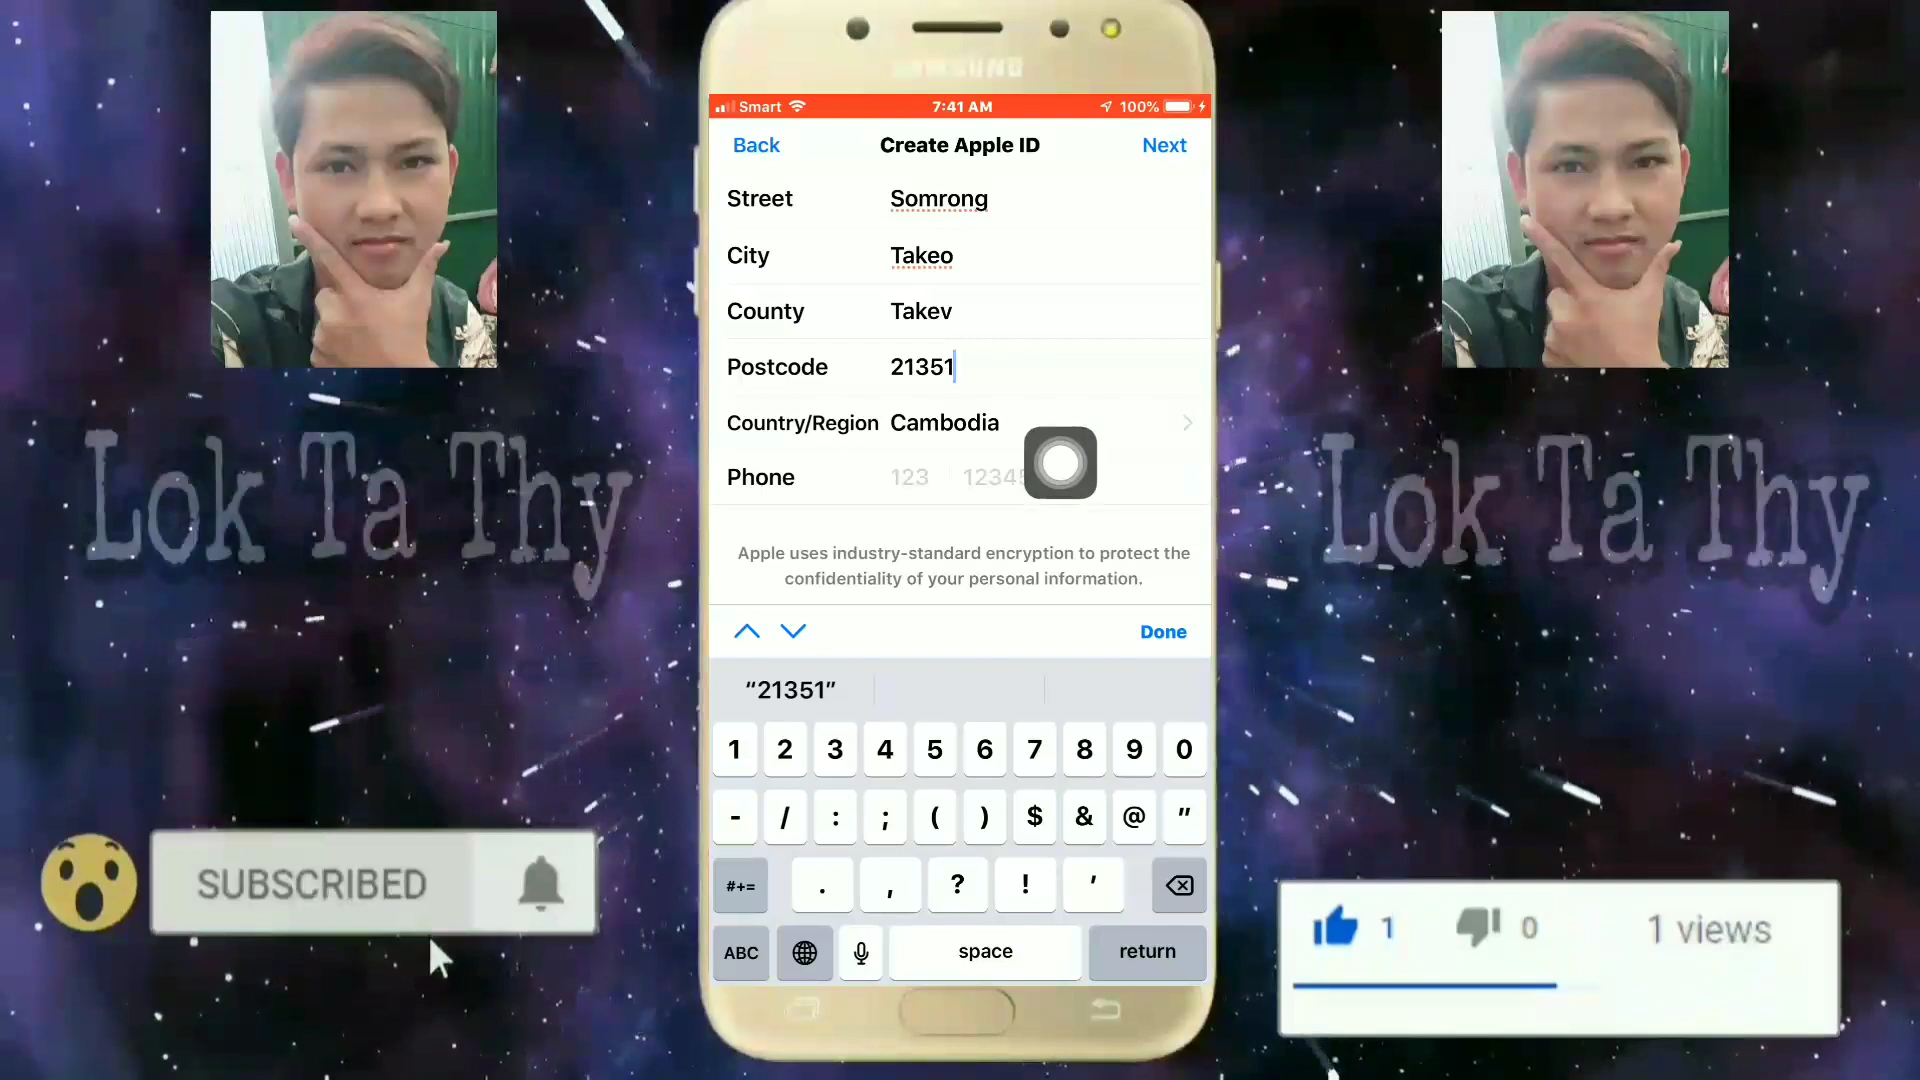 SAMSUNG
Smart 7:41 AM 100%
Back Create Apple ID Next
Street Somrong
City Takeo
County Takev
Postcode 21351
Country/Region Cambodia
Phone 123 12345
Apple uses industry-standard encryption to protect the
confidentiality of your personal information.
Done
“21351”
1 2 3 4 5 6 7 8 9 0
- / : ; ( ) $ & @ "
#+= . , ? ! '
ABC space return
Lok Ta Thy
Lok Ta Thy
SUBSCRIBED
1 0 1 views